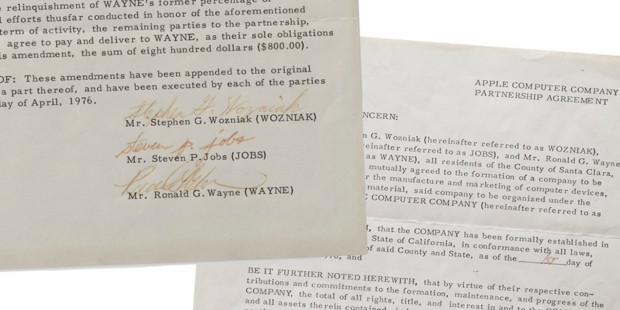 relinquishment of WAYNE's former percentage of
efforts thusfar conducted in honor of the aforementioned
term of activity, the remaining parties to the partnership,
agree to pay and deliver to WAYNE, as their sole obligations
is amendment, the sum of eight hundred dollars ($800.00).
OF: These amendments have been appended to the original
a part thereof, and have been executed by each of the parties
day of April, 1976.
Stephen G. Wozniak
Mr. Stephen G. Wozniak (WOZNIAK)
Steven p. jobs
Mr. Steven P. Jobs (JOBS)
Mr. Ronald G. Wayne (WAYNE)
APPLE COMPUTER COMPANY
PARTNERSHIP AGREEMENT
NCERN:
n G. Wozniak (hereinafter referred to as WOZNIAK),
einafter referred to as JOBS), and Mr. Ronald G. Wayne
as WAYNE), all residents of the County of Santa Clara,
mutually agreed to the formation of a company to be
r the manufacture and marketing of computer devices,
material, said company to be organized under the
C COMPUTER COMPANY (hereinafter referred to as
, that the COMPANY has been formally established in
State of California, in conformance with all laws,
of said County and State, as of the 1st day of
and
BE IT FURTHER NOTED HEREWITH, that by virtue of their respective con-
tributions and commitments to the formation, maintenance, and progress of the
COMPANY, the total of all rights, title, and interest in and to the
and all assets therein